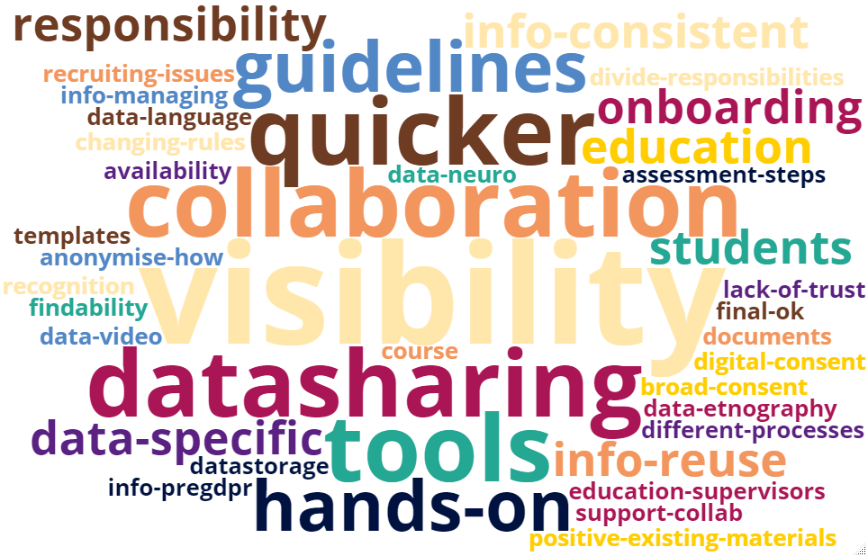 responsibility
info-consistent
guidelines
recruiting-issues
divide-responsibilities
info-managing
onboarding
data-language
quicker
changing-rules
education
availability
data-neuro
assessment-steps
collaboration
templates
students
anonymise-how
visibility
recognition
lack-of-trust
findability
final-ok
data-video
documents
course
digital-consent
datasharing
broad-consent
data-etnography
data-specific
different-processes
tools
datastorage
info-reuse
info-pregdpr
hands-on
education-supervisors
support-collab
positive-existing-materials